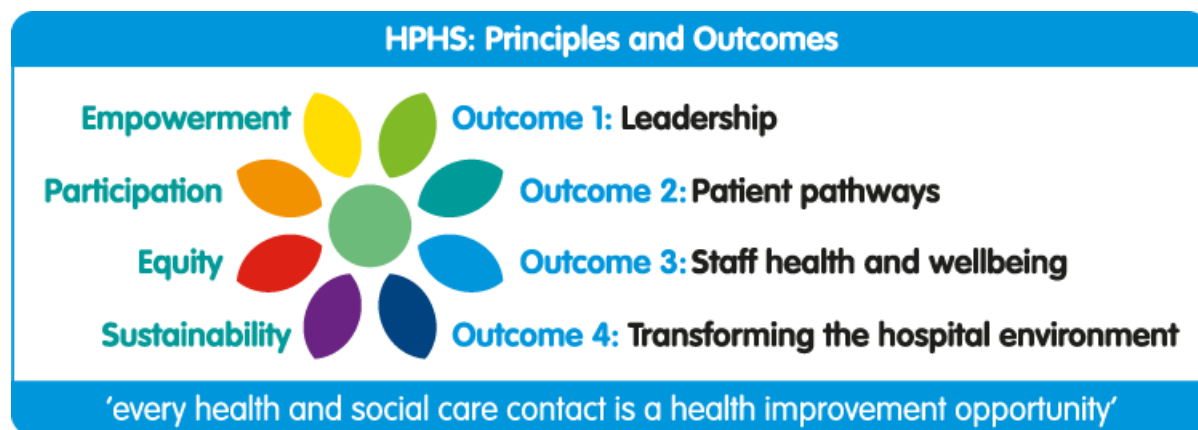 HPHS: Principles and Outcomes
Empowerment
Outcome 1: Leadership
Participation
Outcome 2: Patient pathways
Equity
Outcome 3: Staff health and wellbeing
Sustainability
Outcome 4: Transforming the hospital environment
‘every health and social care contact is a health improvement opportunity’